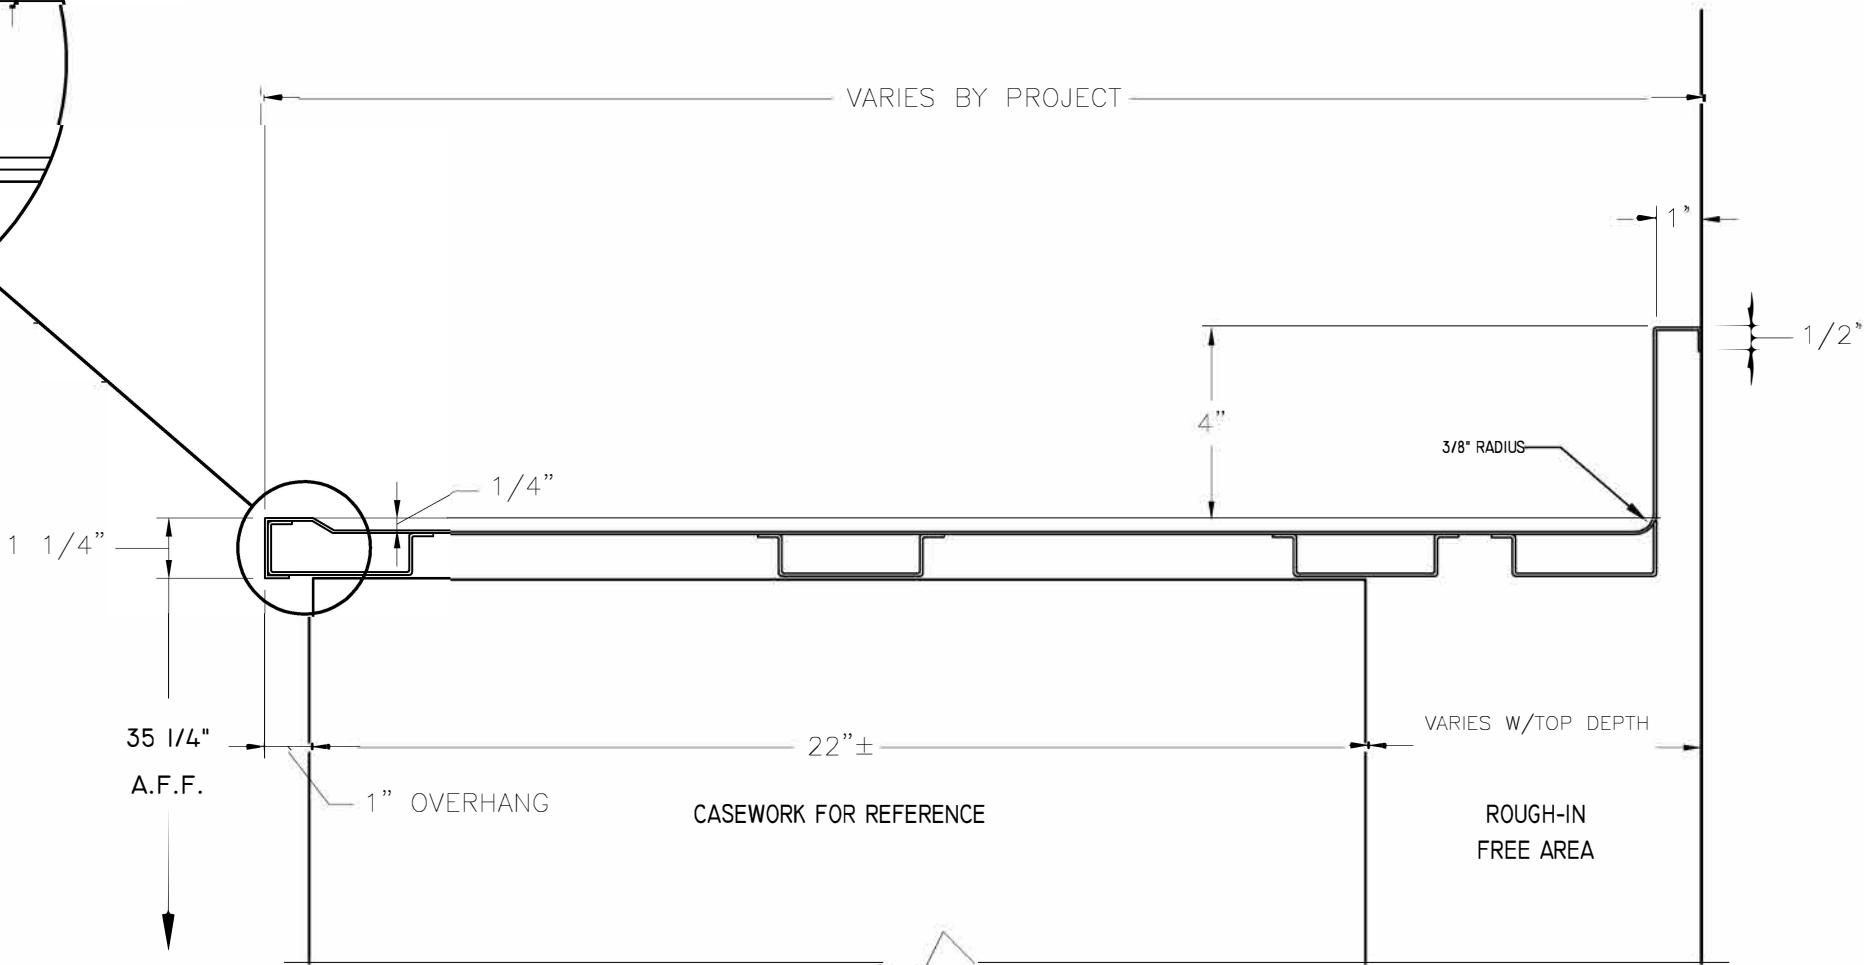 VARIES BY PROJECT
1"
1/2"
4"
3/8" RADIUS
1/4"
1 1/4"
35 1/4"
A.F.F.
22"±
VARIES W/TOP DEPTH
1" OVERHANG
CASEWORK FOR REFERENCE
ROUGH-IN
FREE AREA